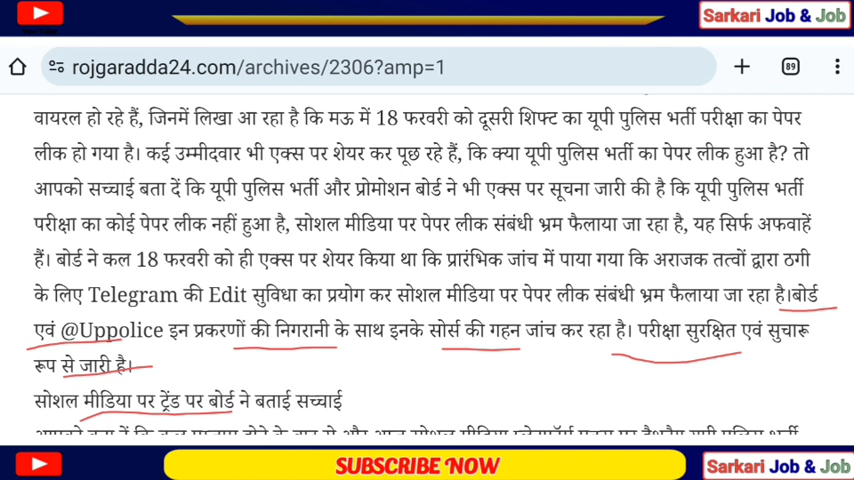 Sarkari Job & Job
rojgaradda24.com/archives/2306?amp=1
89
वायरल हो रहे हैं, जिनमें लिखा आ रहा है कि मऊ में 18 फरवरी को दूसरी शिफ्ट का यूपी पुलिस भर्ती परीक्षा का पेपर
लीक हो गया है। कई उम्मीदवार भी एक्स पर शेयर कर पूछ रहे हैं, कि क्या यूपी पुलिस भर्ती का पेपर लीक हुआ है? तो
आपको सच्चाई बता दें कि यूपी पुलिस भर्ती और प्रोमोशन बोर्ड ने भी एक्स पर सूचना जारी की है कि यूपी पुलिस भर्ती
परीक्षा का कोई पेपर लीक नहीं हुआ है, सोशल मीडिया पर पेपर लीक संबंधी भ्रम फैलाया जा रहा है, यह सिर्फ अफवाहें
हैं। बोर्ड ने कल 18 फरवरी को ही एक्स पर शेयर किया था कि प्रारंभिक जांच में पाया गया कि अराजक तत्वों द्वारा ठगी
के लिए Telegram की Edit सुविधा का प्रयोग कर सोशल मीडिया पर पेपर लीक संबंधी भ्रम फैलाया जा रहा है।बोर्ड
एवं @Uppolice इन प्रकरणों की निगरानी के साथ इनके सोर्स की गहन जांच कर रहा है। परीक्षा सुरक्षित एवं सुचारू
रूप से जारी है।
सोशल मीडिया पर ट्रेंड पर बोर्ड ने बताई सच्चाई
SUBSCRIBE NOW
Sarkari Job & Job